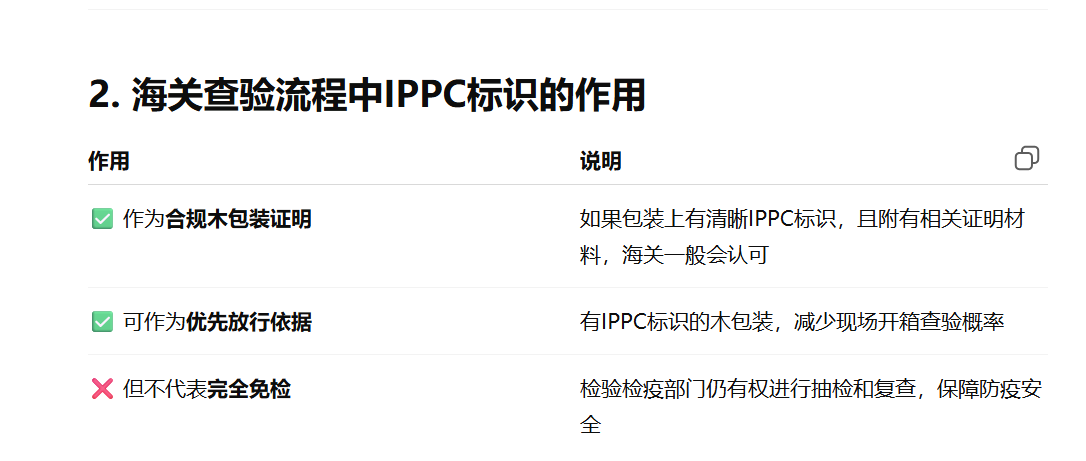 2. 海关查验流程中IPPC标识的作用
作用
说明
✅ 作为合规木包装证明
如果包装上有清晰IPPC标识，且附有相关证明材
料，海关一般会认可
✅ 可作为优先放行依据
有IPPC标识的木包装，减少现场开箱查验概率
❌ 但不代表完全免检
检验检疫部门仍有权进行抽检和复查，保障防疫安
全